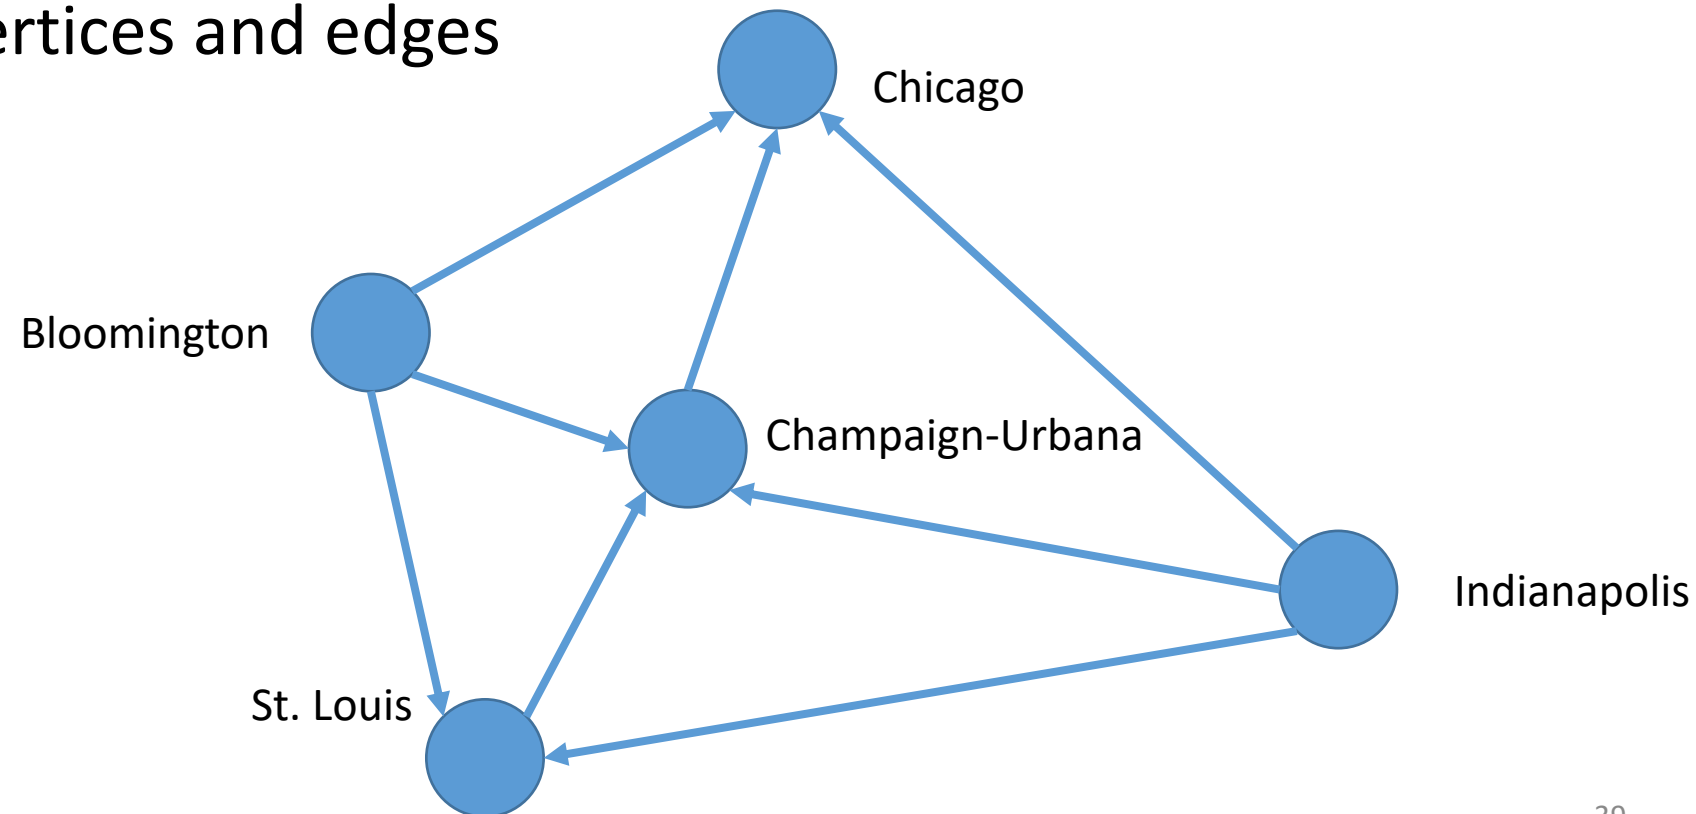 ertices and edges
Chicago
Bloomington
Champaign-Urbana
Indianapolis
St. Louis